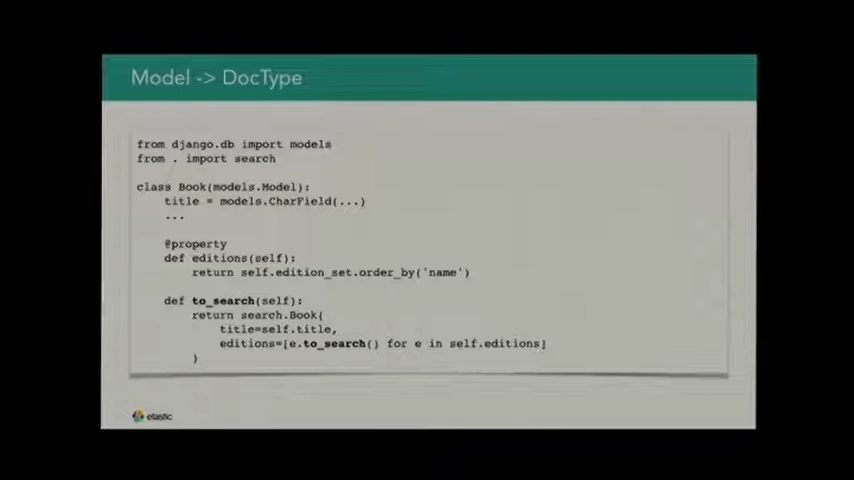 Model -> DocType
from django.db import models
from . import search
class Book(models.Model):
title = models.CharField(...)
...
@property
def editions(self):
return self.edition_set.order_by('name')
def to_search(self):
return search.Book(
title=self.title,
editions=[e.to_search() for e in self.editions]
)
elastic